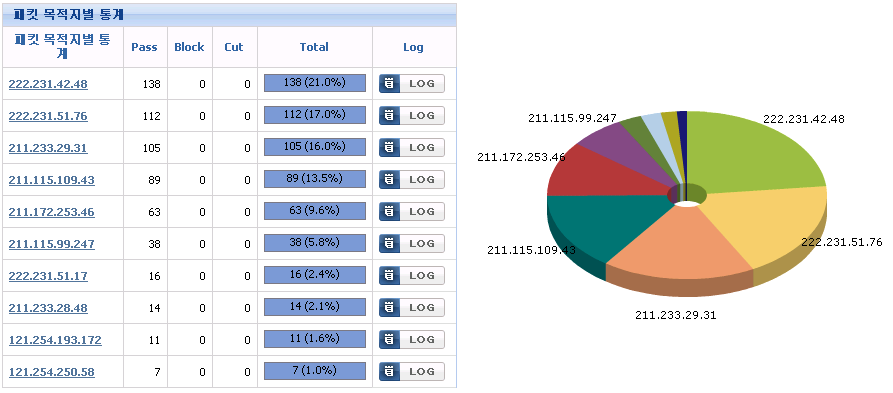 패킷 목적지별 통계
패킷 목적지별 통
계
Pass Block Cut Total Log
222.231.42.48 138 0 0 138 (21.0%) LOG
222.231.51.76 112 0 0 112 (17.0%) LOG
211.233.29.31 105 0 0 105 (16.0%) LOG
211.115.109.43 89 0 0 89 (13.5%) LOG
211.172.253.46 63 0 0 63 (9.6%) LOG
211.115.99.247 38 0 0 38 (5.8%) LOG
222.231.51.17 16 0 0 16 (2.4%) LOG
211.233.28.48 14 0 0 14 (2.1%) LOG
121.254.193.172 11 0 0 11 (1.6%) LOG
121.254.250.58 7 0 0 7 (1.0%) LOG
211.115.99.247
222.231.42.48
211.172.253.46
222.231.51.76
211.115.109.43
211.233.29.31